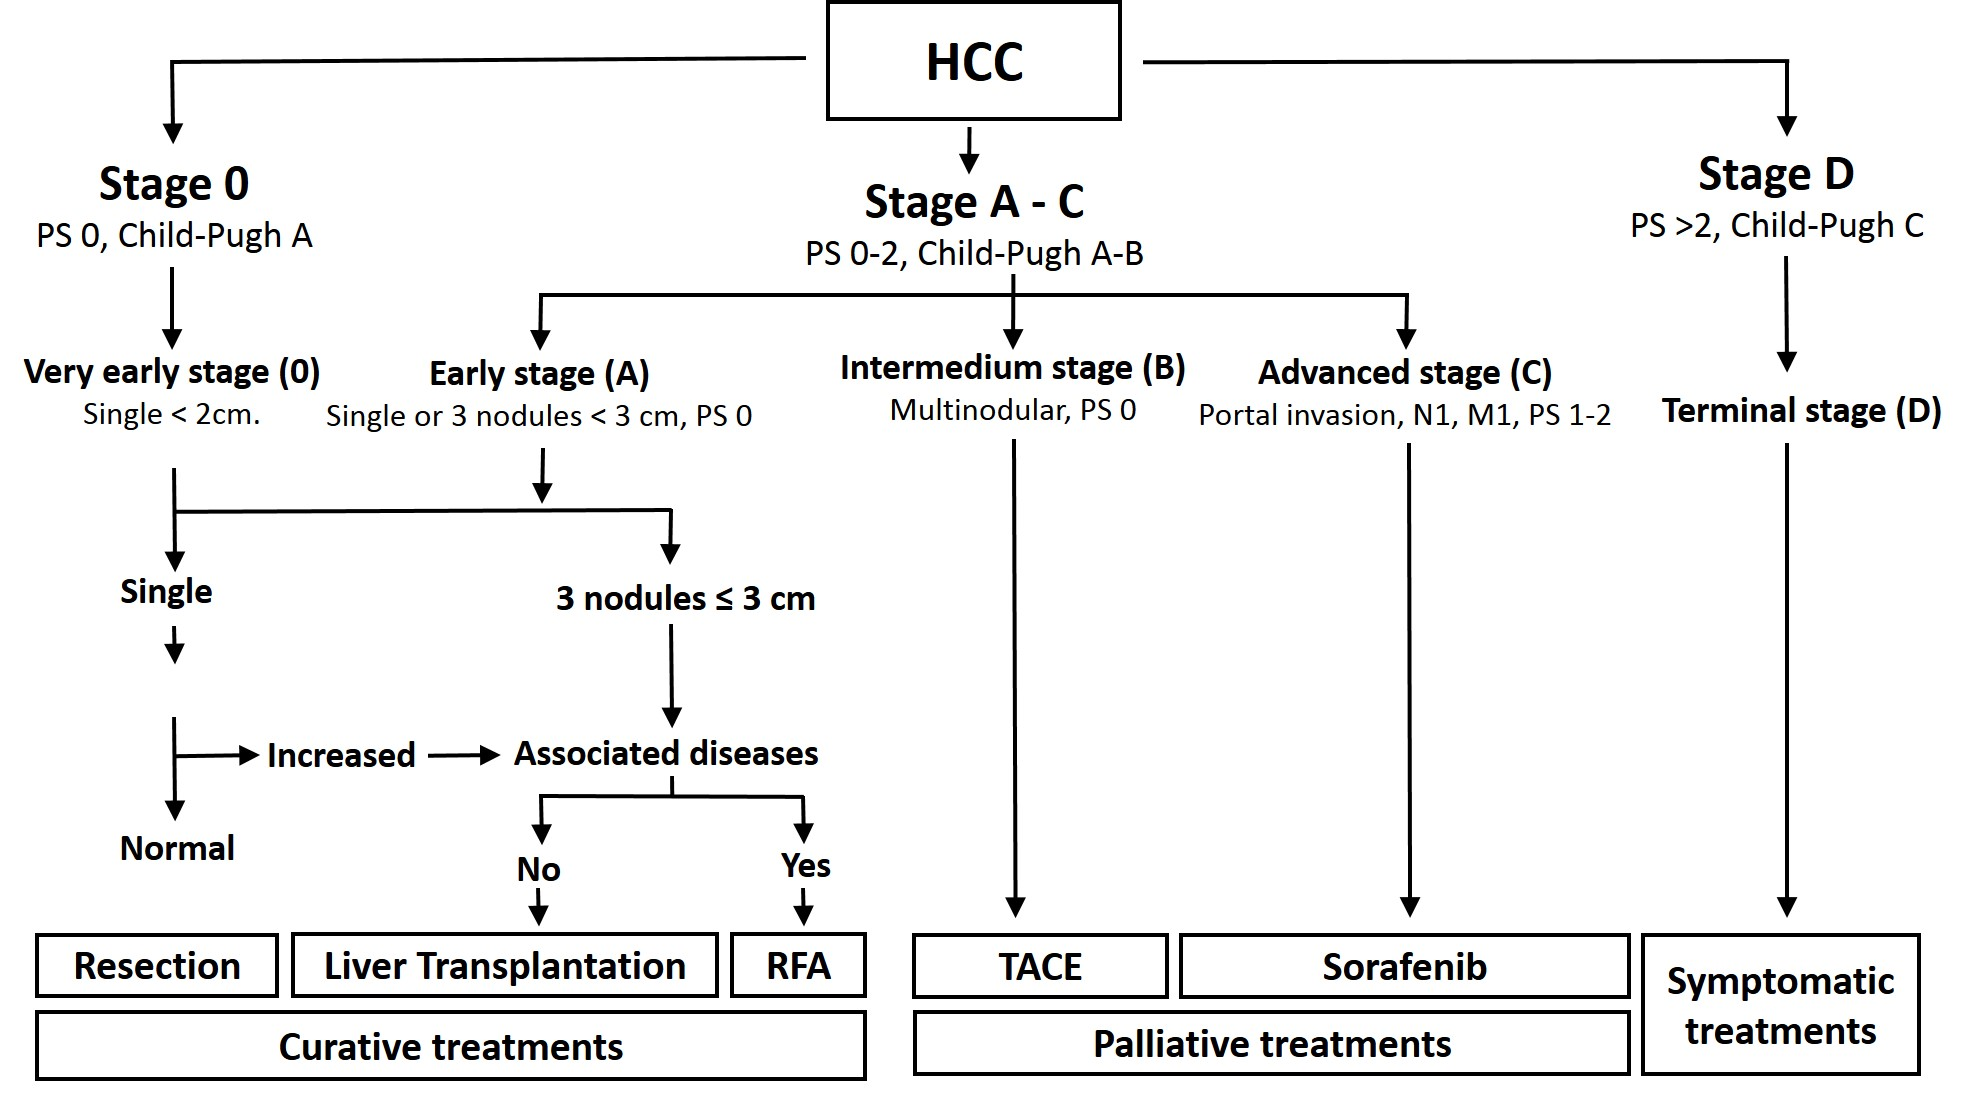 HCC
Stage 0
PS 0, Child-Pugh A
Stage A - C
PS 0-2, Child-Pugh A-B
Stage D
PS >2, Child-Pugh C
Very early stage (0)
Single < 2cm.
Early stage (A)
Single or 3 nodules < 3 cm, PS 0
Intermedium stage (B)
Multinodular, PS 0
Advanced stage (C)
Portal invasion, N1, M1, PS 1-2
Terminal stage (D)
Single
3 nodules ≤ 3 cm
Increased
Associated diseases
Normal
No
Yes
Resection
Liver Transplantation
RFA
TACE
Sorafenib
Symptomatic
treatments
Curative treatments
Palliative treatments